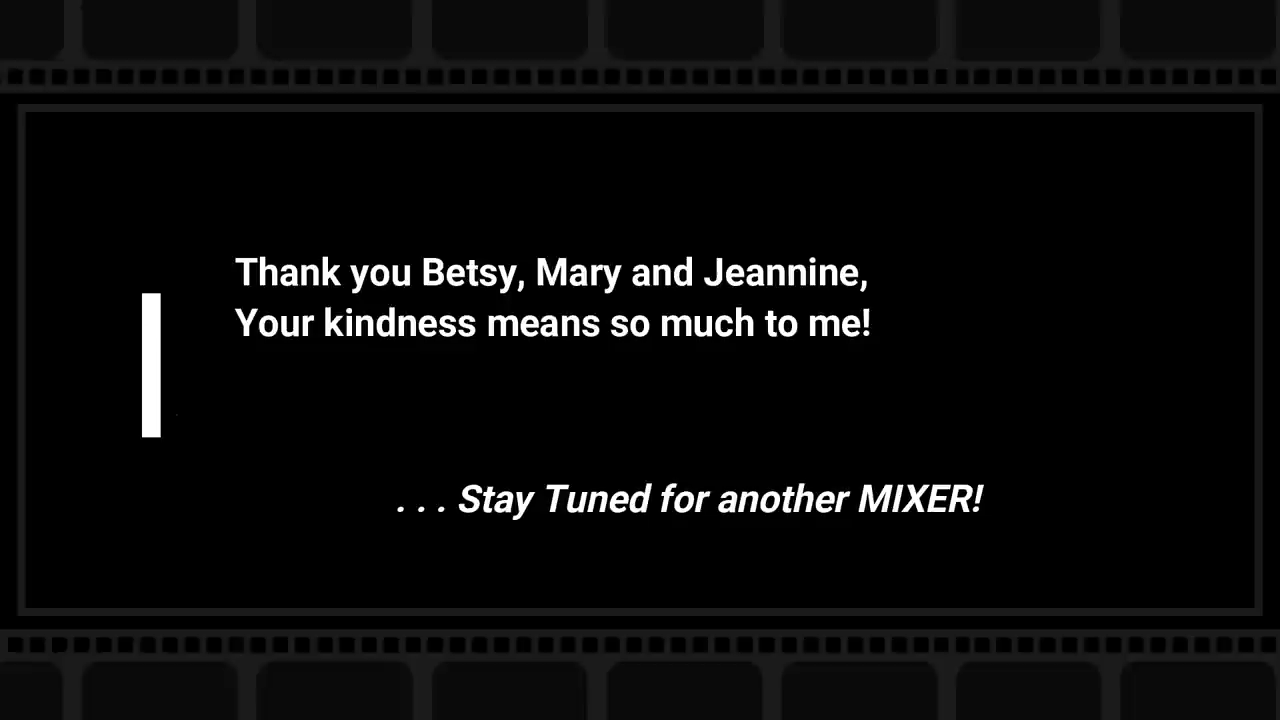 Thank you Betsy, Mary and Jeannine,
Your kindness means so much to me!
. . . Stay Tuned for another MIXER!